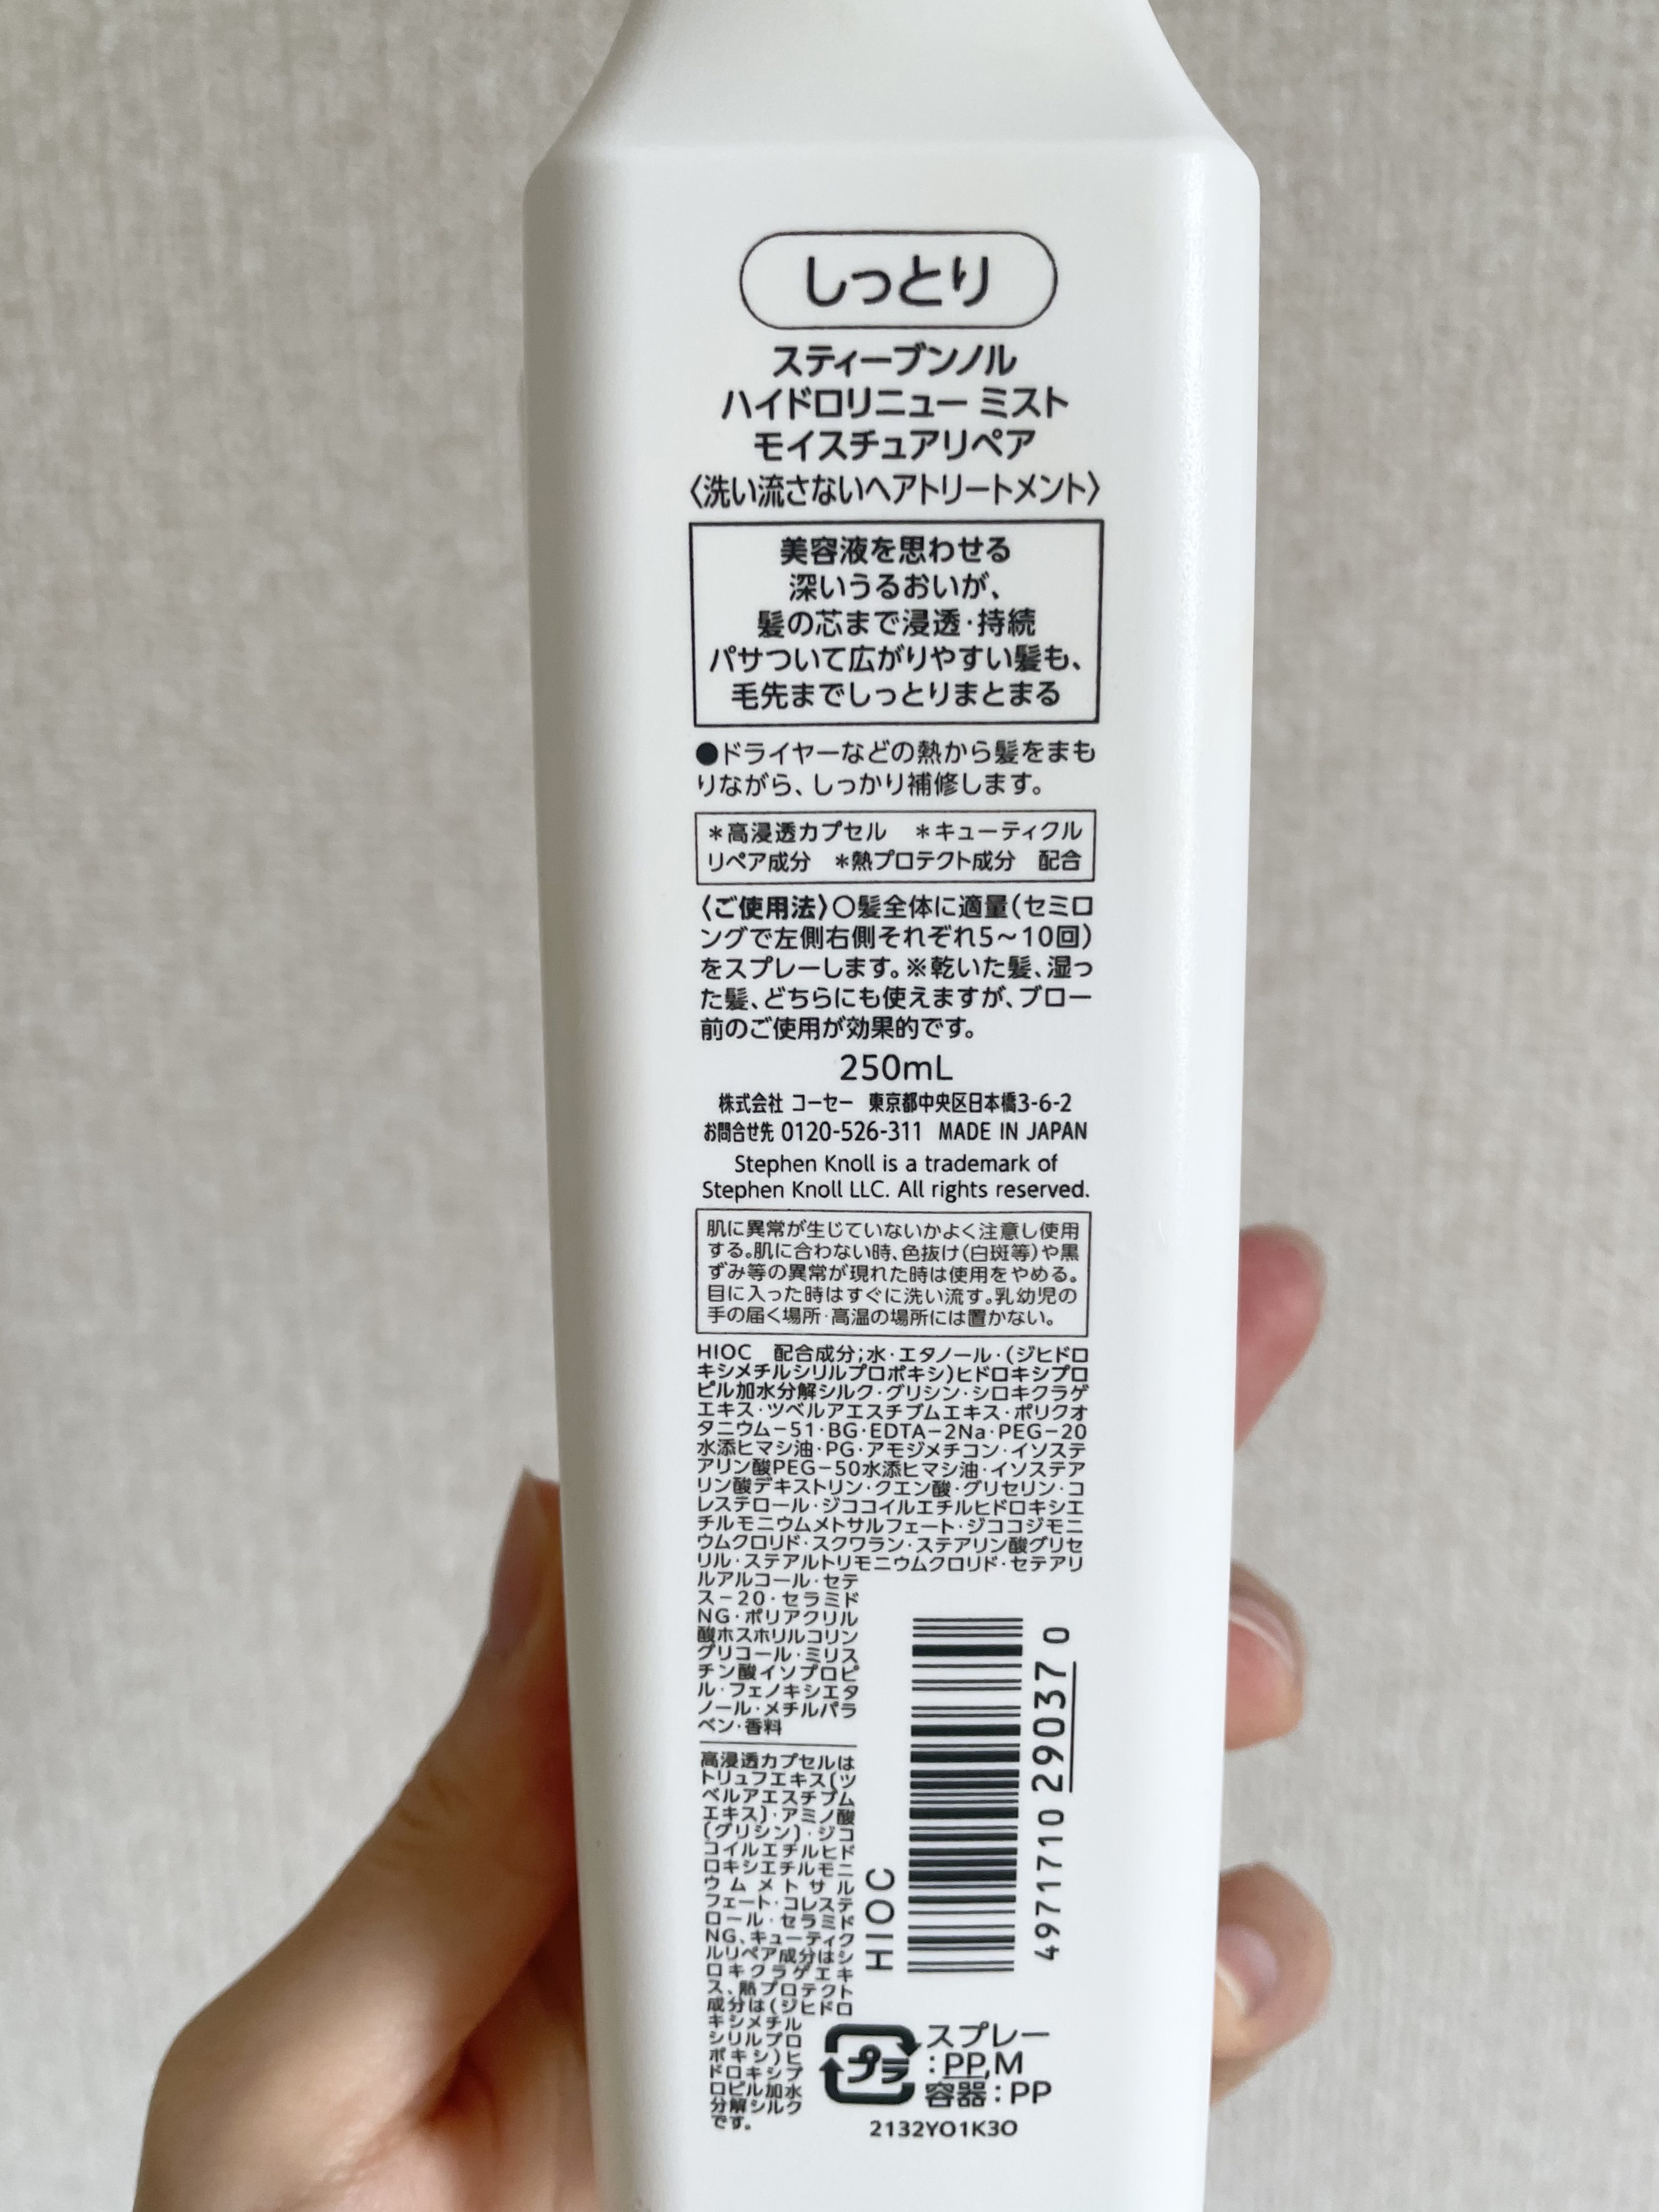 しっとり
スティーブンノル
ハイドロリニュー ミスト
モイスチュアリペア
〈洗い流さないヘアトリートメント〉
美容液を思わせる
深いうるおいが、
髪の芯まで浸透･持続
パサついて広がりやすい髪も、
毛先までしっとりまとまる
●ドライヤーなどの熱から髪をまも
りながら、しっかり補修します。
＊高浸透カプセル　＊キューティクル
リペア成分　＊熱プロテクト成分　配合
〈ご使用法〉○髪全体に適量(セミロ
ングで左側右側それぞれ5〜10回)
をスプレーします。※乾いた髪、湿っ
た髪、どちらにも使えますが、ブロー
前のご使用が効果的です。
250mL
株式会社 コーセー 東京都中央区日本橋3-6-2
お問合せ先 0120-526-311 MADE IN JAPAN
Stephen Knoll is a trademark of
Stephen Knoll LLC. All rights reserved.
肌に異常が生じていないかよく注意し使用
する。肌に合わない時、色抜け(白斑等)や黒
ずみ等の異常が現れた時は使用をやめる。
目に入った時はすぐに洗い流す。乳幼児の
手の届く場所･高温の場所には置かない。
HIOC　配合成分；水･エタノール･(ジヒドロ
キシメチルシリルプロポキシ)ヒドロキシプロ
ピル加水分解シルク･グリシン･シロキクラゲ
エキス･ツベルアエスチブムエキス･ポリクオ
タニウム−51･BG･EDTA−2Na･PEG−20
水添ヒマシ油･PG･アモジメチコン･イソステ
アリン酸PEG−50水添ヒマシ油･イソステア
リン酸デキストリン･クエン酸･グリセリン･コ
レステロール･ジココイルエチルヒドロキシエ
チルモニウムメトサルフェート･ジココジモニ
ウムクロリド･スクワラン･ステアリン酸グリセ
リル･ステアルトリモニウムクロリド･セテアリ
ルアルコール･セテ
ス−20･セラミド
NG･ポリアクリル
酸ホスホリルコリン
グリコール･ミリス
チン酸イソプロピ
ル･フェノキシエタ
ノール･メチルパラ
ベン･香料
高浸透カプセルは
トリュフエキス〔ツ
ベルアエスチブム
エキス〕･アミノ酸
〔グリシン〕･ジコ
コイルエチルヒド
ロキシエチルモニ
ウムメトサル
フェート･コレステ
ロール･セラミド
NG、キューティク
ルリペア成分はシ
ロキクラゲエキ
ス、熱プロテクト
成分は(ジヒドロ
キシメチル
シリルプロ
ポキシ)ヒ
ドロキシプ
ロピル加水
分解シルク
です。
HIOC
4971710 29037 0
プラ
スプレー
：PP,M
容器：PP
2132YO1K3O